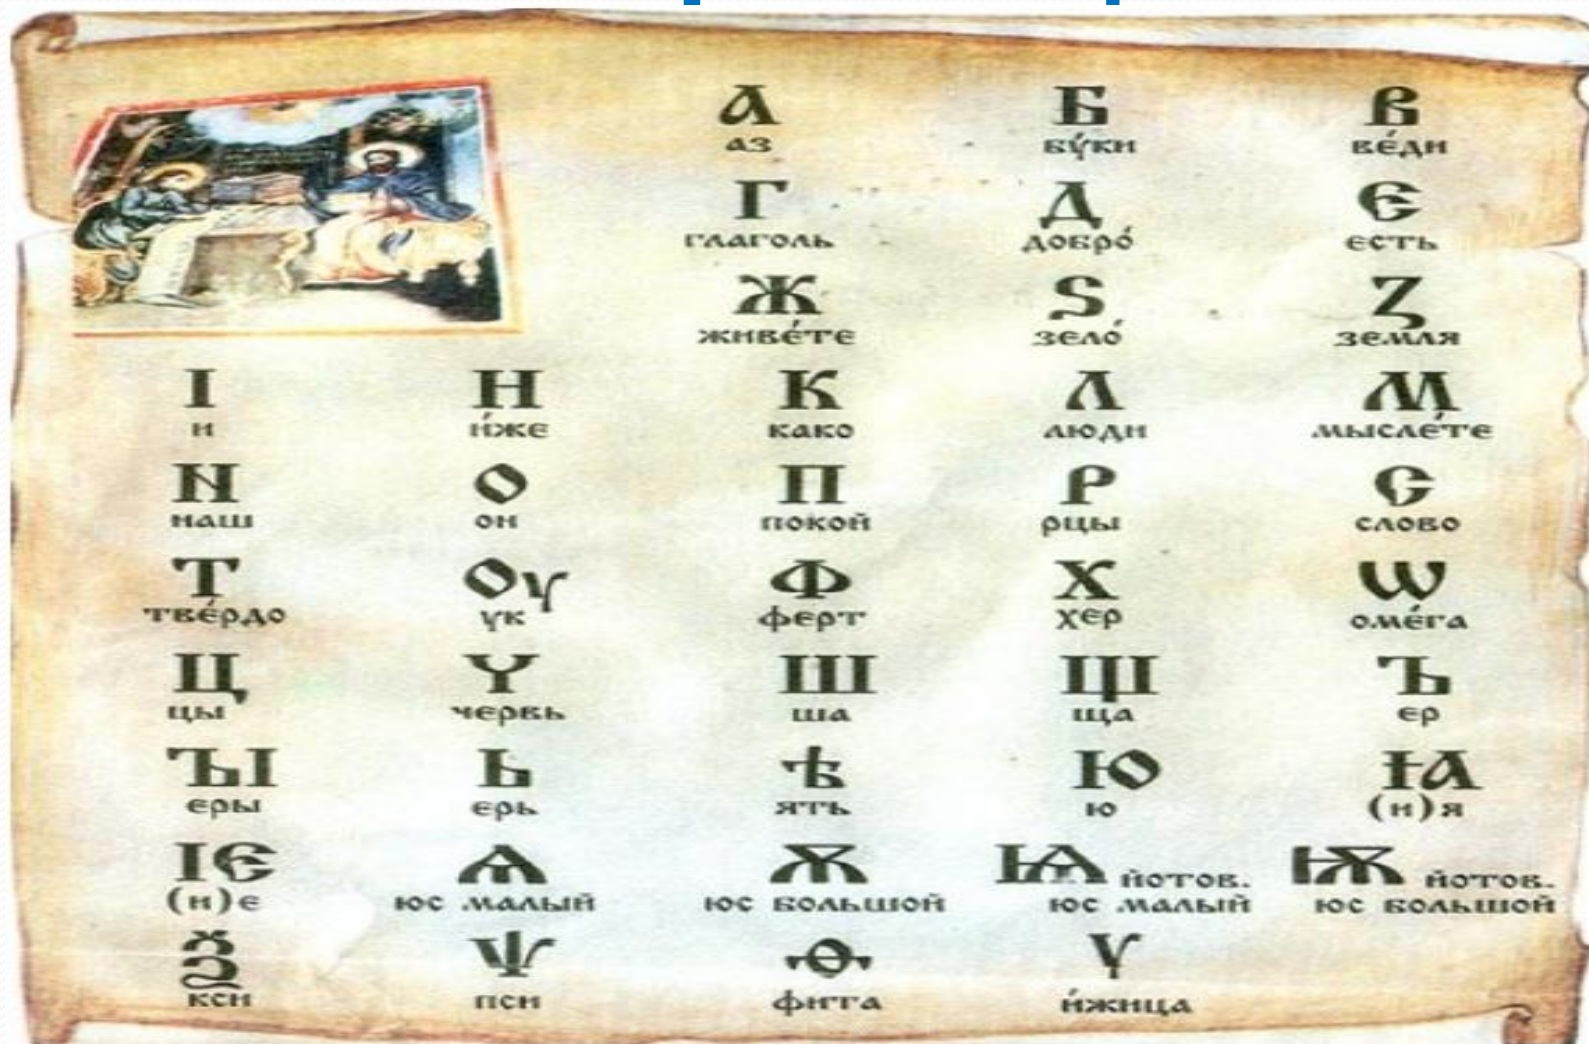 А Б В
аз бу́ки ве́ди
Г Д Є
глаголь добро́ єсть
Ж Ѕ З
живе́те зело́ земля
І Н К Л М
и и́же како люди мысле́те
N О П Р С
наш он покой рцы слово
Т Оу Ф Х Ѡ
тве́рдо ук ферт хер оме́га
Ц Ч Ш Щ Ъ
цы червь ша ща ер
ЪІ Ь Ѣ Ю Ꙗ
еры ерь ять ю (и)я
Ѥ Ѧ Ѫ Ѩ йотов. Ѭ йотов.
(и)є юс малый юс большой юс малый юс большой
Ѯ Ѱ Ѳ Ѵ
кси пси фита и́жица